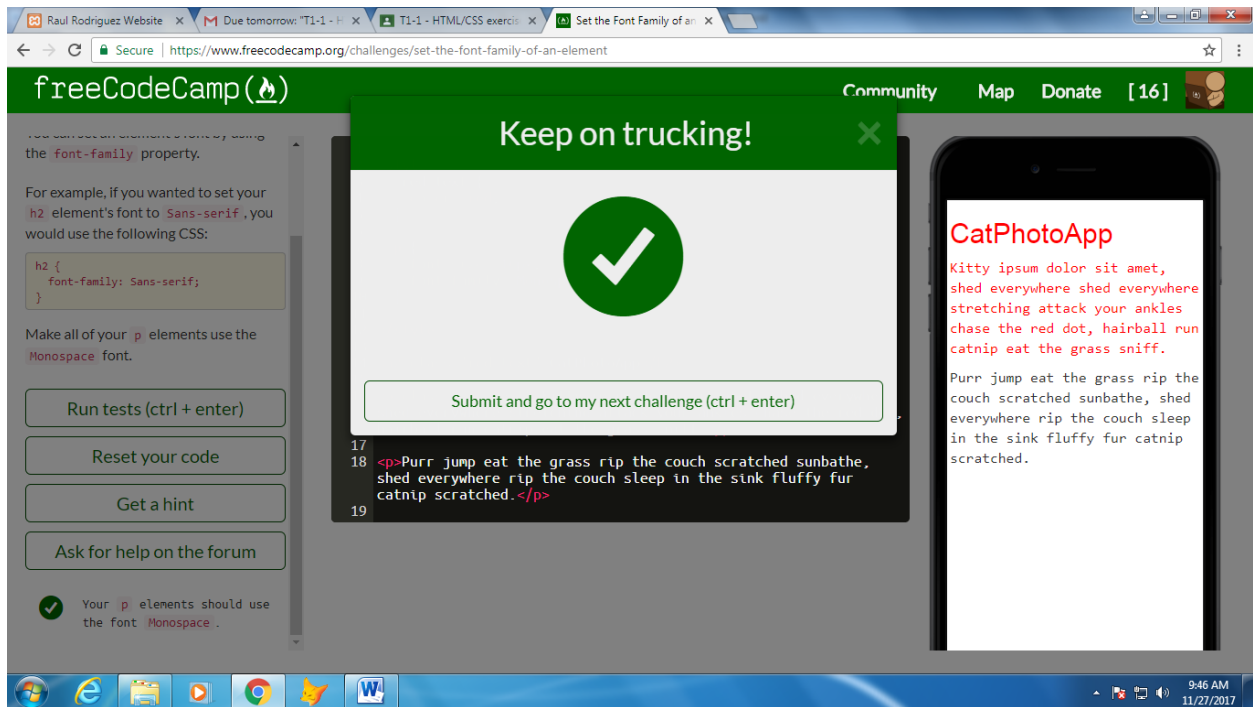 Raul Rodriguez Website
Due tomorrow: "T1-1 - H
T1-1 - HTML/CSS exercis
Set the Font Family of an
Secure | https://www.freecodecamp.org/challenges/set-the-font-family-of-an-element
freeCodeCamp
Community Map Donate [ 16 ]
the font-family property.
For example, if you wanted to set your
h2 element's font to Sans-serif , you
would use the following CSS:
h2 {
font-family: Sans-serif;
}
Make all of your p elements use the
Monospace font.
Run tests (ctrl + enter)
Reset your code
Get a hint
Ask for help on the forum
Your p elements should use
the font Monospace .
Keep on trucking!
Submit and go to my next challenge (ctrl + enter)
17
18 <p>Purr jump eat the grass rip the couch scratched sunbathe,
shed everywhere rip the couch sleep in the sink fluffy fur
catnip scratched.</p>
19
CatPhotoApp
Kitty ipsum dolor sit amet,
shed everywhere shed everywhere
stretching attack your ankles
chase the red dot, hairball run
catnip eat the grass sniff.
Purr jump eat the grass rip the
couch scratched sunbathe, shed
everywhere rip the couch sleep
in the sink fluffy fur catnip
scratched.
9:46 AM
11/27/2017